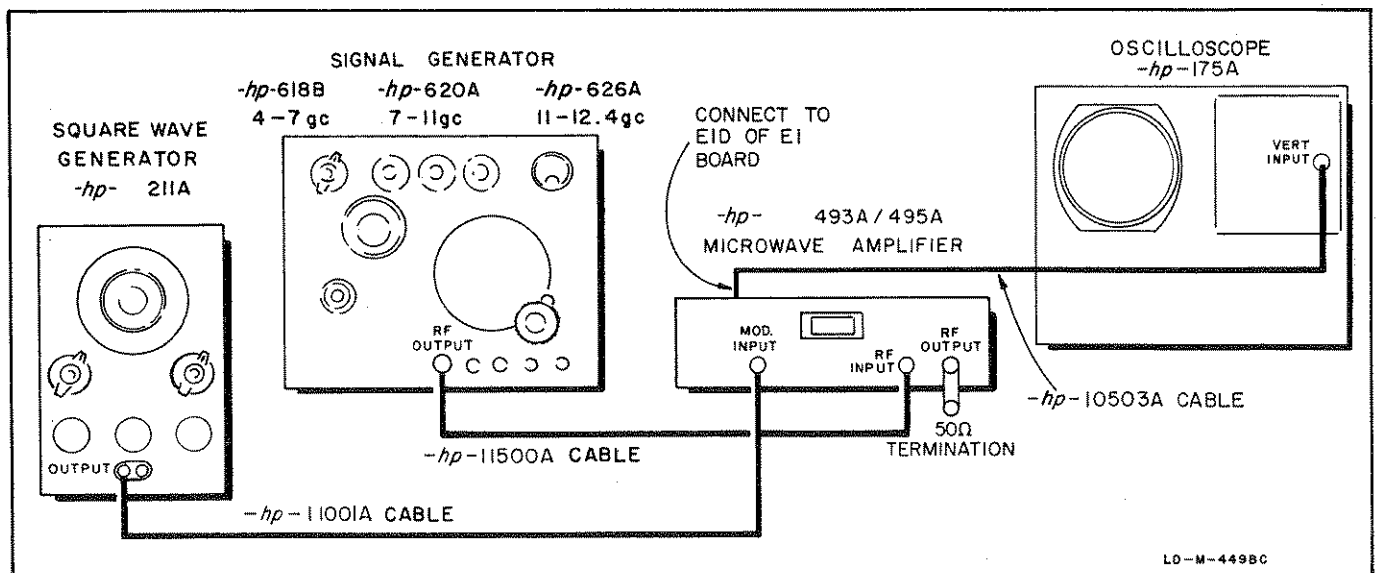 SIGNAL GENERATOR
-hp-618B -hp-620A -hp-626A
4-7 gc 7-11gc 11-12.4gc
SQUARE WAVE
GENERATOR
-hp- 211A
OUTPUT
RF
OUTPUT
CONNECT TO
E1D OF E1
BOARD
-hp- 493A/495A
MICROWAVE AMPLIFIER
MOD.
INPUT
RF
INPUT
RF
OUTPUT
50Ω
TERMINATION
OSCILLOSCOPE
-hp-175A
VERT
INPUT
-hp-10503A CABLE
-hp-11500A CABLE
-hp-11001A CABLE
LD-M-449BC